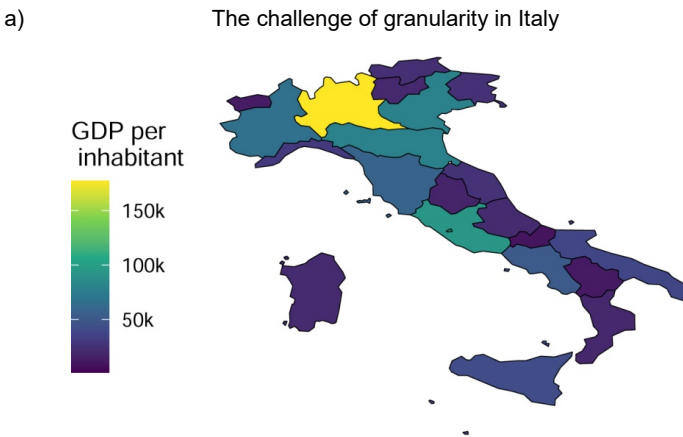 a)
The challenge of granularity in Italy
GDP per
inhabitant
150k
100k
50k